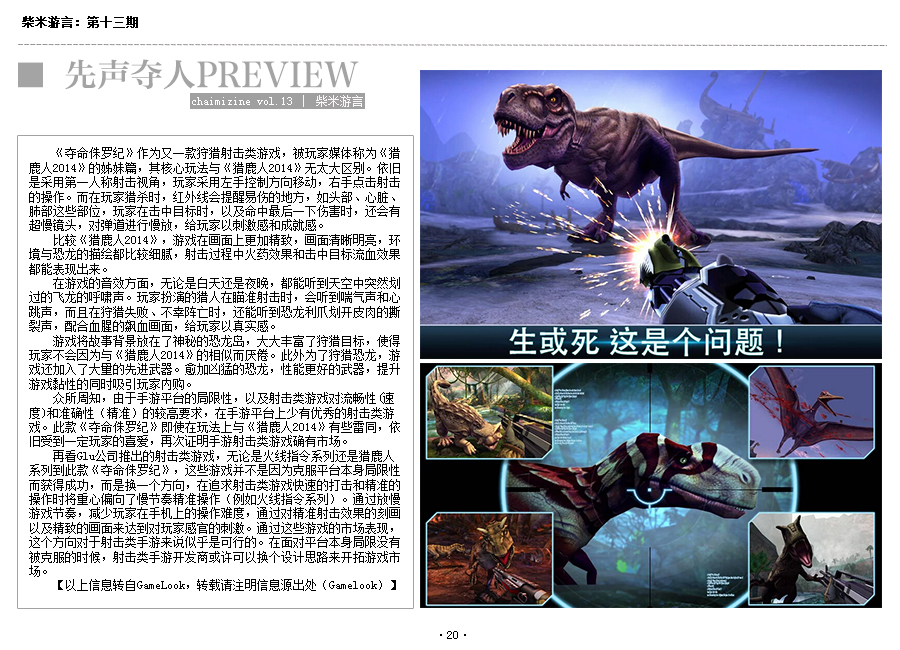 柴米游言：第十三期
先声夺人PREVIEW
chaimizine vol.13 | 柴米游言
《夺命侏罗纪》作为又一款狩猎射击类游戏，被玩家媒体称为《猎
鹿人2014》的姊妹篇，其核心玩法与《猎鹿人2014》无太大区别。依旧
是采用第一人称射击视角，玩家采用左手控制方向移动，右手点击射击
的操作。而在玩家猎杀时，红外线会提醒易伤的地方，如头部、心脏、
肺部这些部位，玩家在击中目标时，以及命中最后一下伤害时，还会有
超慢镜头，对弹道进行慢放，给玩家以刺激感和成就感。
比较《猎鹿人2014》，游戏在画面上更加精致，画面清晰明亮，环
境与恐龙的描绘都比较细腻，射击过程中火药效果和击中目标流血效果
都能表现出来。
在游戏的音效方面，无论是白天还是夜晚，都能听到天空中突然划
过的飞龙的呼啸声。玩家扮演的猎人在瞄准射击时，会听到喘气声和心
跳声，而且在狩猎失败、不幸阵亡时，还能听到恐龙利爪划开皮肉的撕
裂声，配合血腥的飙血画面，给玩家以真实感。
游戏将故事背景放在了神秘的恐龙岛，大大丰富了狩猎目标，使得
玩家不会因为与《猎鹿人2014》的相似而厌倦。此外为了狩猎恐龙，游
戏还加入了大量的先进武器。愈加凶猛的恐龙，性能更好的武器，提升
游戏黏性的同时吸引玩家内购。
众所周知，由于手游平台的局限性，以及射击类游戏对流畅性（速
度)和准确性（精准）的较高要求，在手游平台上少有优秀的射击类游
戏。此款《夺命侏罗纪》即使在玩法上与《猎鹿人2014》有些雷同，依
旧受到一定玩家的喜爱，再次证明手游射击类游戏确有市场。
再看Glu公司推出的射击类游戏，无论是火线指令系列还是猎鹿人
系列到此款《夺命侏罗纪》，这些游戏并不是因为克服平台本身局限性
而获得成功，而是换一个方向，在追求射击类游戏快速的打击和精准的
操作时将重心偏向了慢节奏精准操作（例如火线指令系列）。通过放慢
游戏节奏，减少玩家在手机上的操作难度，通过对精准射击效果的刻画
以及精致的画面来达到对玩家感官的刺激。通过这些游戏的市场表现，
这个方向对于射击类手游来说似乎是可行的。在面对平台本身局限没有
被克服的时候，射击类手游开发商或许可以换个设计思路来开拓游戏市
场。
【以上信息转自GameLook，转载请注明信息源出处（Gamelook）】
生或死 这是个问题！
·20·